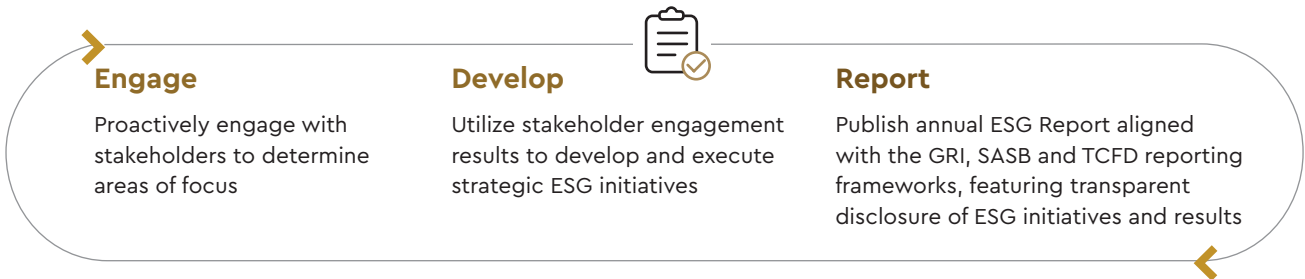 Engage
Proactively engage with
stakeholders to determine
areas of focus
Develop
Utilize stakeholder engagement
results to develop and execute
strategic ESG initiatives
Report
Publish annual ESG Report aligned
with the GRI, SASB and TCFD reporting
frameworks, featuring transparent
disclosure of ESG initiatives and results